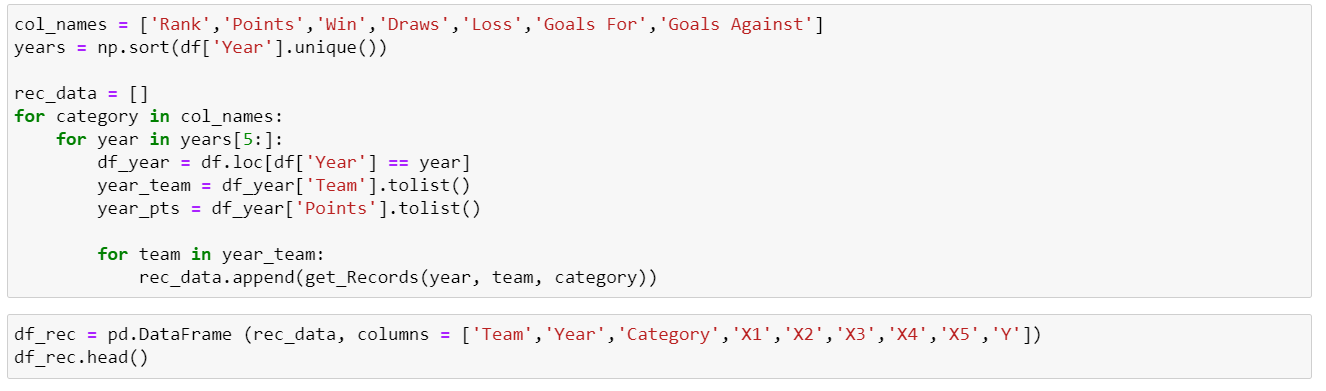 col_names = ['Rank','Points','Win','Draws','Loss','Goals For','Goals Against']
years = np.sort(df['Year'].unique())
rec_data = []
for category in col_names:
    for year in years[5:]:
        df_year = df.loc[df['Year'] == year]
        year_team = df_year['Team'].tolist()
        year_pts = df_year['Points'].tolist()
        for team in year_team:
            rec_data.append(get_Records(year, team, category))
df_rec = pd.DataFrame (rec_data, columns = ['Team','Year','Category','X1','X2','X3','X4','X5','Y'])
df_rec.head()